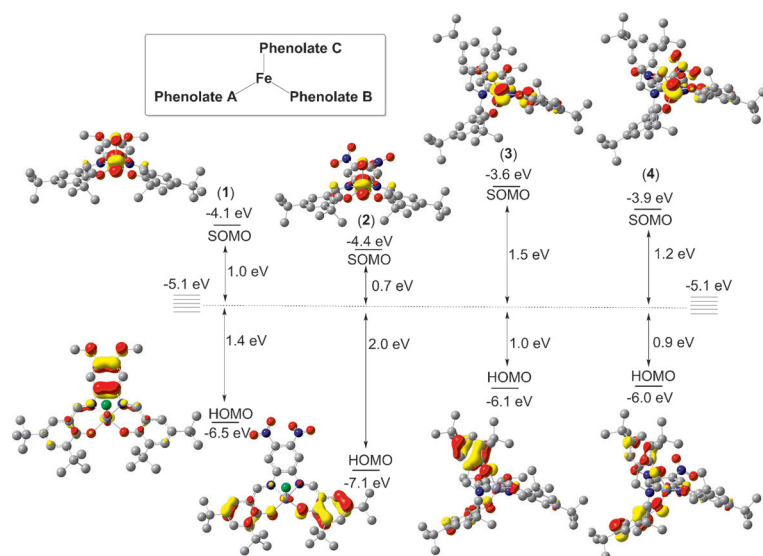 Phenolate C
Fe
Phenolate A
Phenolate B
(1)
-4.1 eV
SOMO
1.0 eV
(2)
-4.4 eV
SOMO
0.7 eV
(3)
-3.6 eV
SOMO
1.5 eV
(4)
-3.9 eV
SOMO
1.2 eV
-5.1 eV
-5.1 eV
1.4 eV
HOMO
-6.5 eV
2.0 eV
HOMO
-7.1 eV
1.0 eV
HOMO
-6.1 eV
0.9 eV
HOMO
-6.0 eV